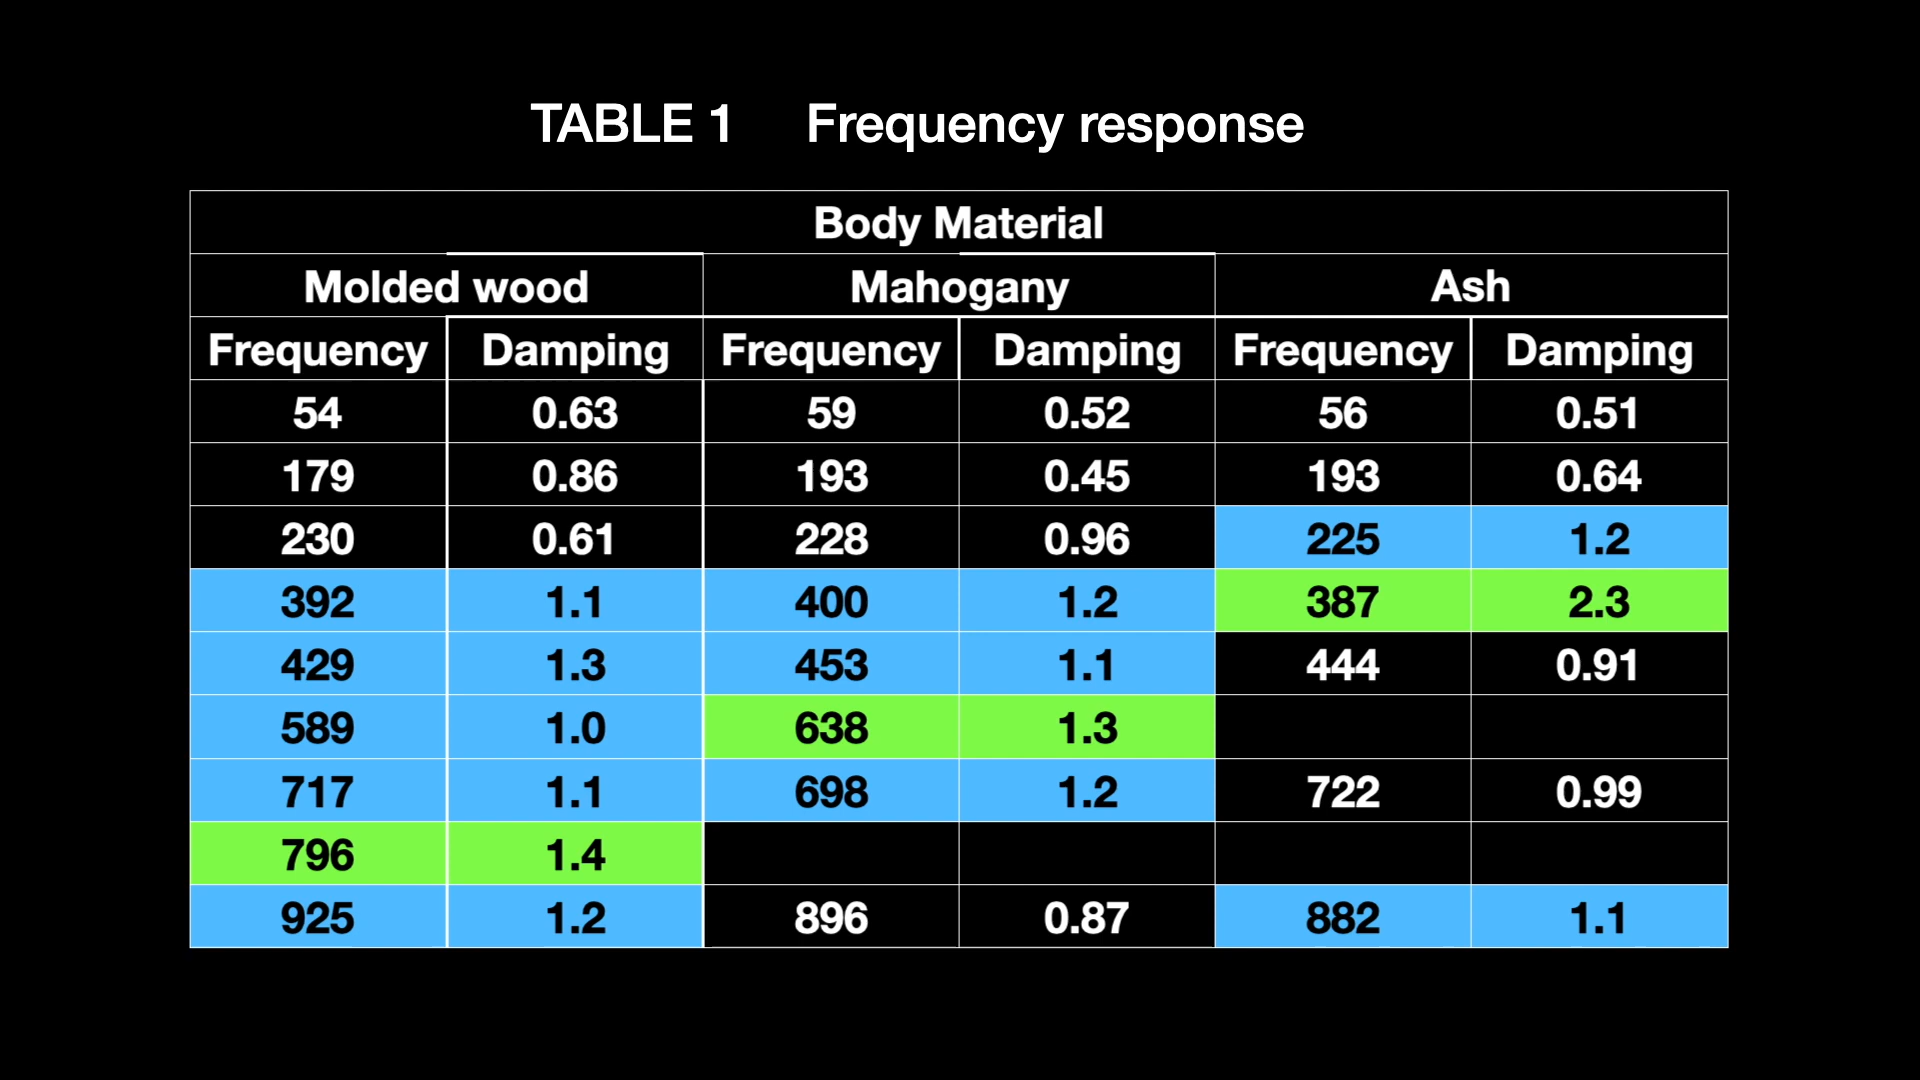 TABLE 1 Frequency response
Body Material
Molded wood Mahogany Ash
Frequency Damping Frequency Damping Frequency Damping
54 0.63 59 0.52 56 0.51
179 0.86 193 0.45 193 0.64
230 0.61 228 0.96 225 1.2
392 1.1 400 1.2 387 2.3
429 1.3 453 1.1 444 0.91
589 1.0 638 1.3
717 1.1 698 1.2 722 0.99
796 1.4
925 1.2 896 0.87 882 1.1